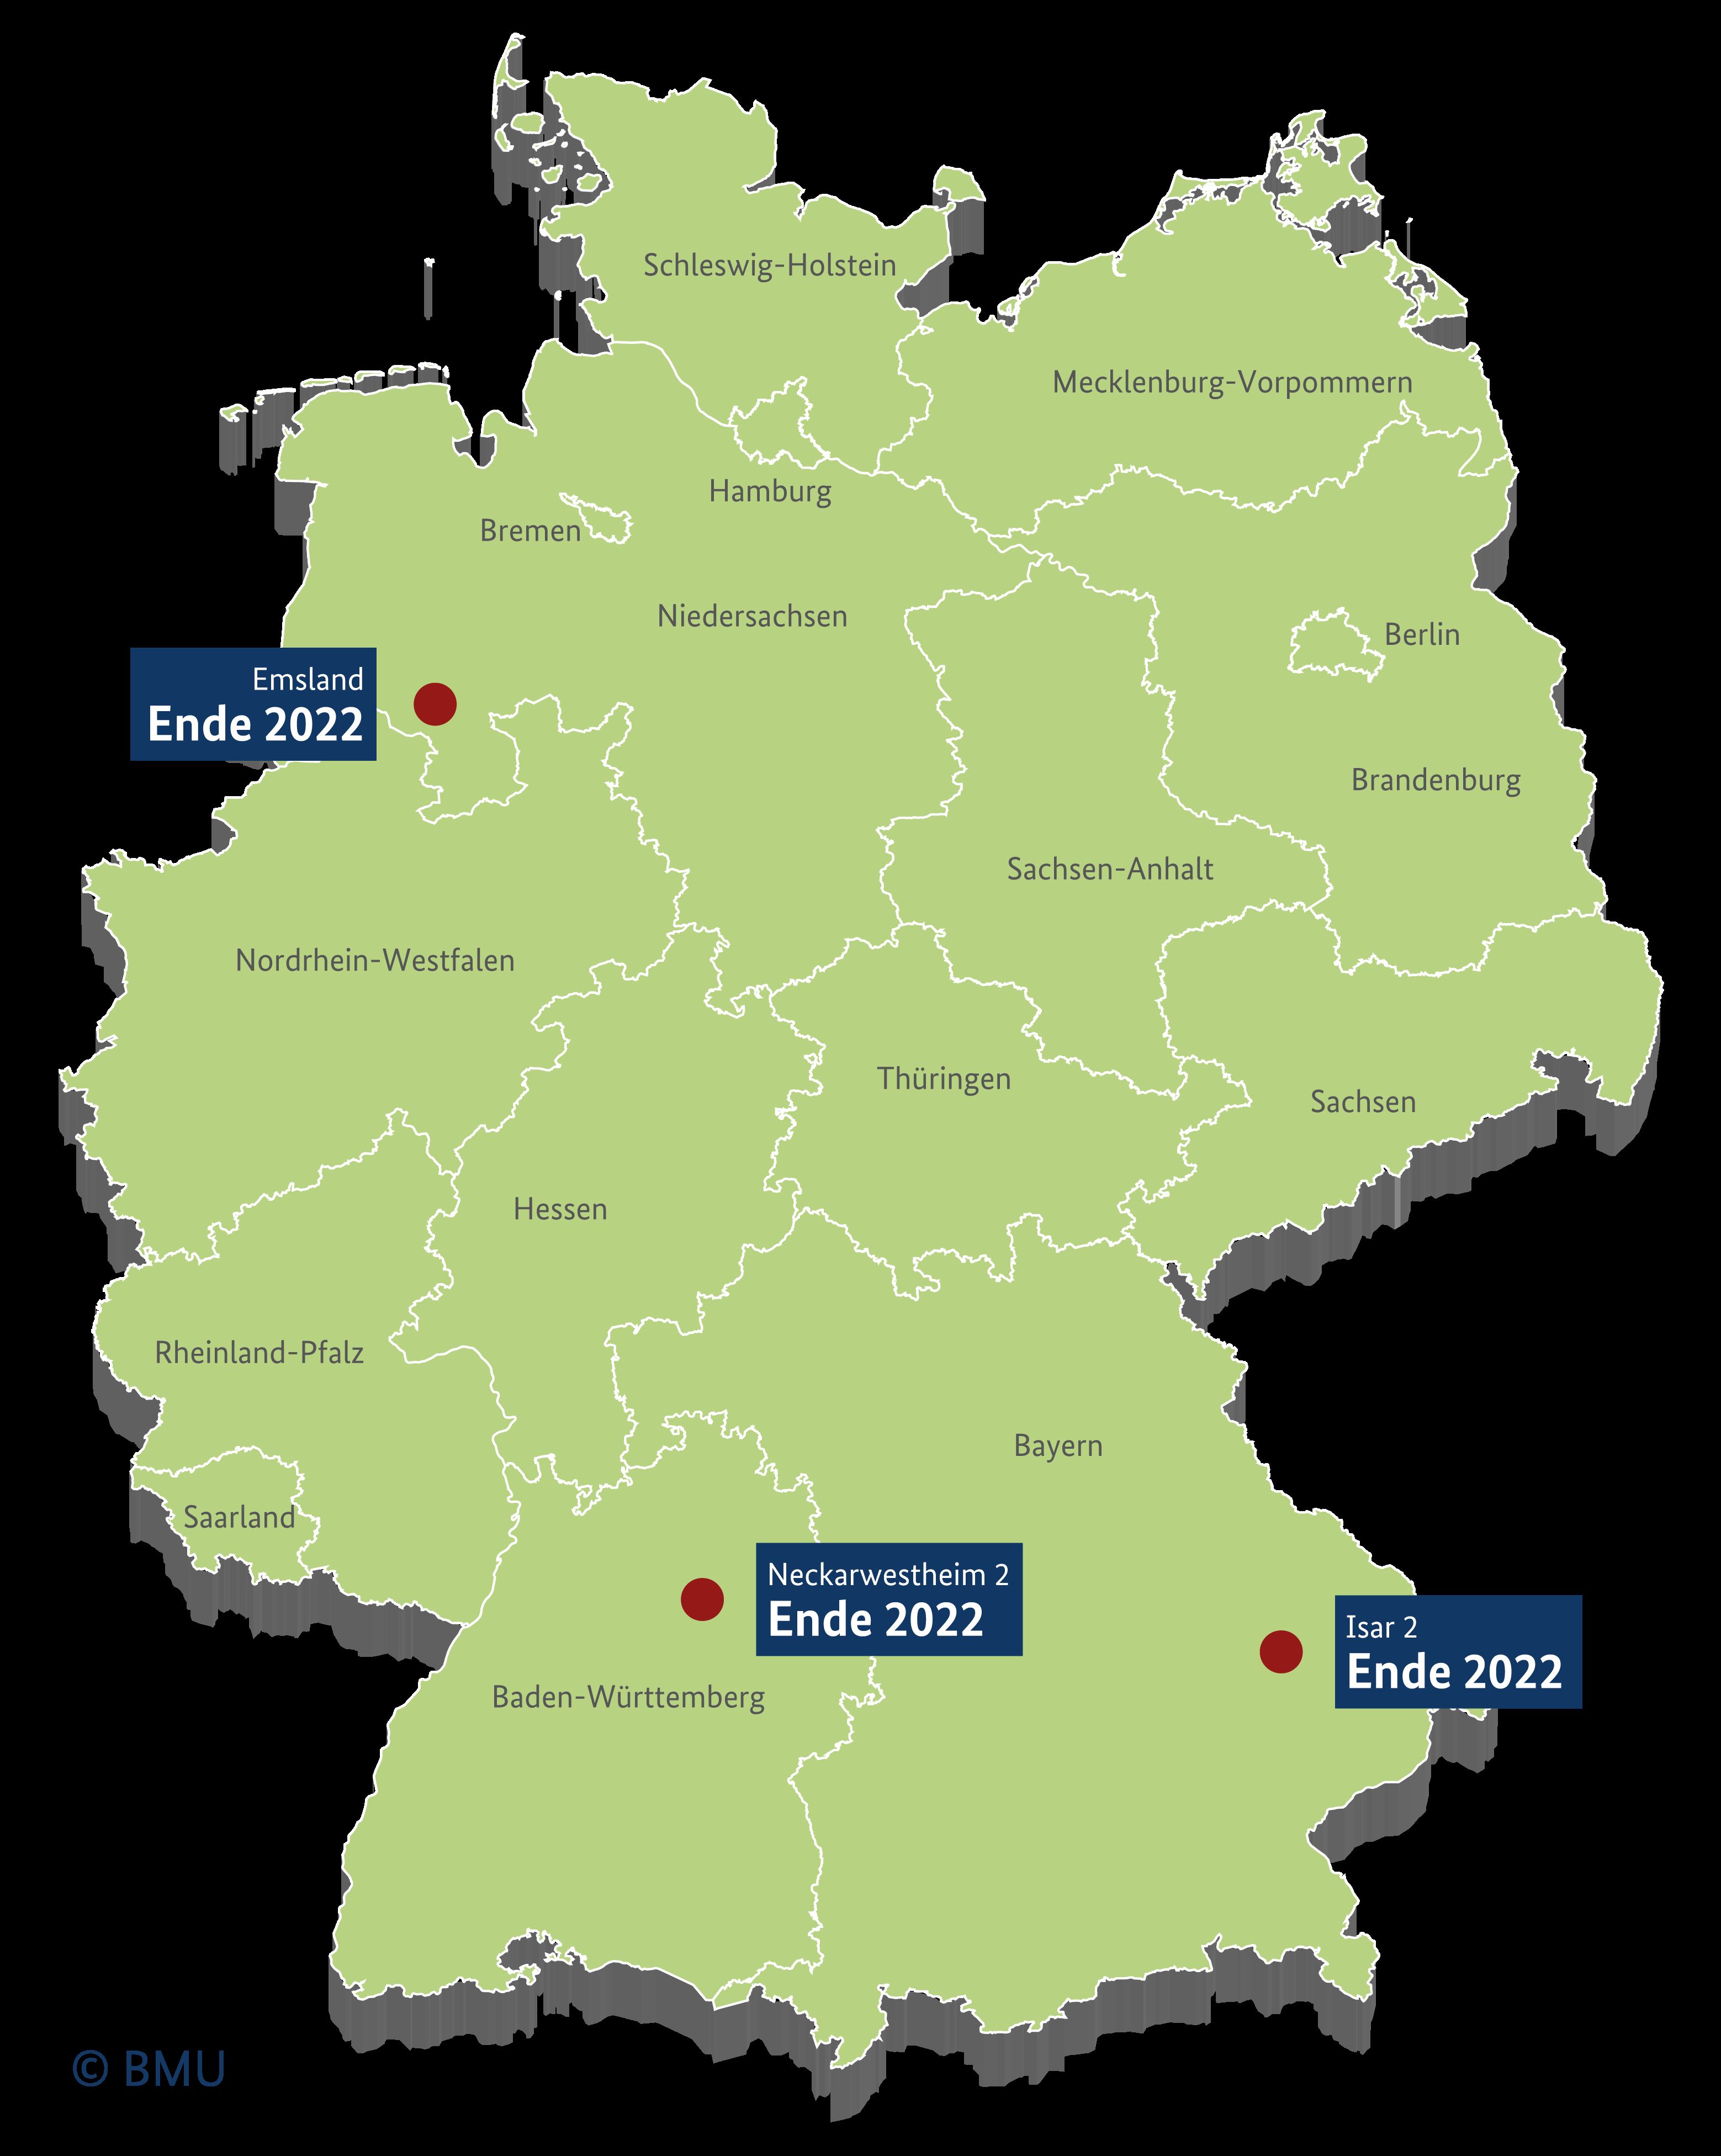 Schleswig-Holstein
Mecklenburg-Vorpommern
Hamburg
Bremen
Niedersachsen
Berlin
Emsland
Ende 2022
Brandenburg
Sachsen-Anhalt
Nordrhein-Westfalen
Thüringen
Sachsen
Hessen
Rheinland-Pfalz
Bayern
Saarland
Neckarwestheim 2
Ende 2022
Isar 2
Ende 2022
Baden-Württemberg
© BMU